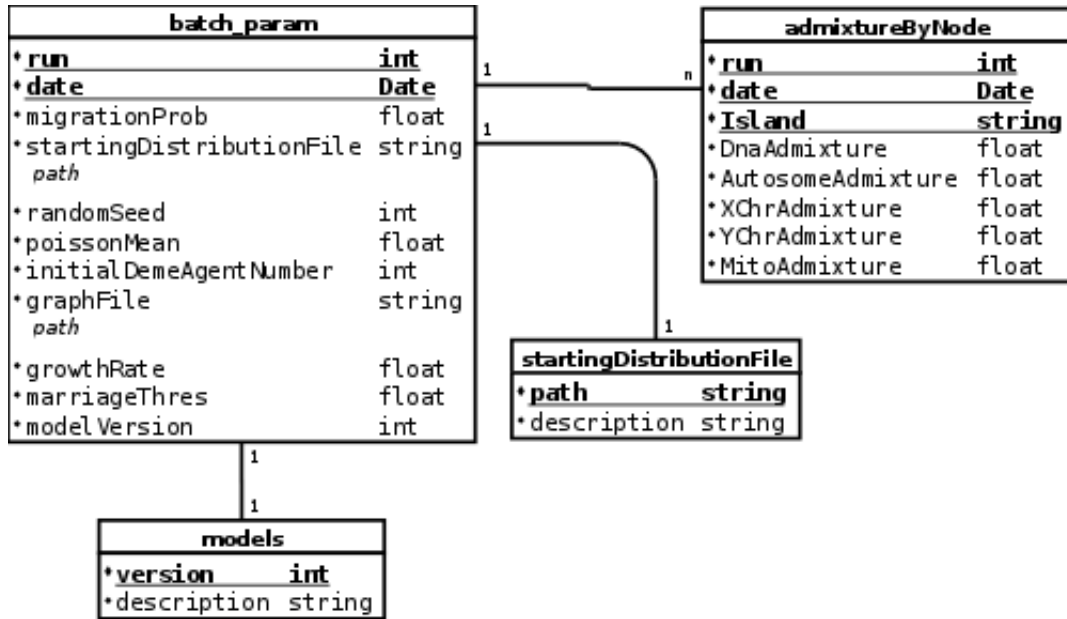 batch_param
run int
date Date
migrationProb float
startingDistributionFile string
path
randomSeed int
poissonMean float
initialDemeAgentNumber int
graphFile string
path
growthRate float
marriageThres float
modelVersion int
1
n
1
1
admixtureByNode
run int
date Date
Island string
DnaAdmixture float
AutosomeAdmixture float
XChrAdmixture float
YChrAdmixture float
MitoAdmixture float
startingDistributionFile
path string
description string
1
1
models
version int
description string